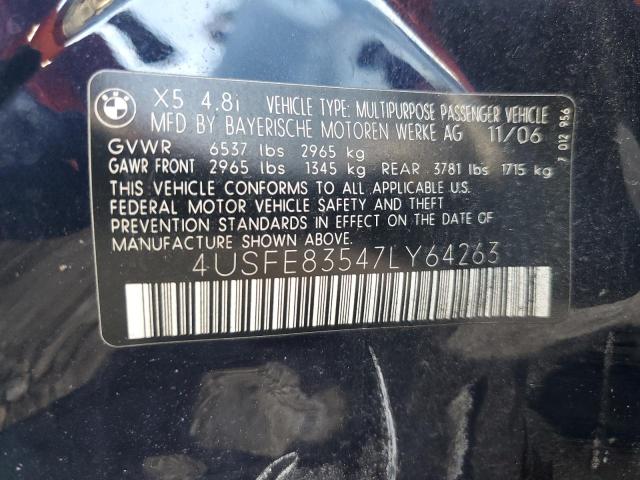 BMW
X5 4.8i VEHICLE TYPE: MULTIPURPOSE PASSENGER VEHICLE
MFD BY BAYERISCHE MOTOREN WERKE AG 11/06
GVWR 6537 lbs 2965 kg
GAWR FRONT 2965 lbs 1345 kg REAR 3781 lbs 1715 kg
THIS VEHICLE CONFORMS TO ALL APPLICABLE U.S.
FEDERAL MOTOR VEHICLE SAFETY AND THEFT
PREVENTION STANDARDS IN EFFECT ON THE DATE OF
MANUFACTURE SHOWN ABOVE.
4USFE83547LY64263
7 012 956